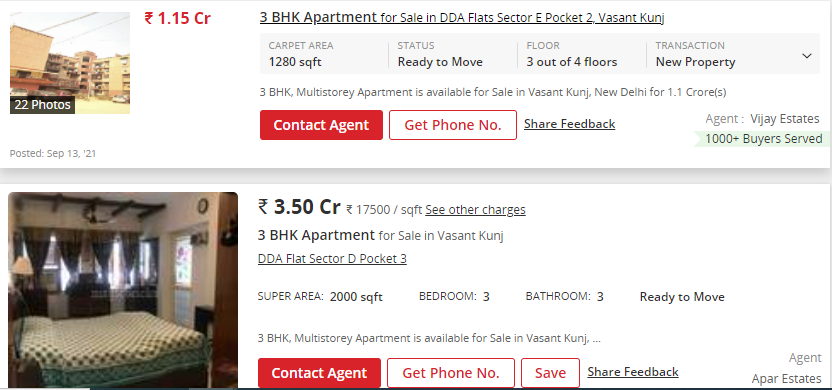 ₹ 1.15 Cr
3 BHK Apartment for Sale in DDA Flats Sector E Pocket 2, Vasant Kunj
CARPET AREA STATUS FLOOR TRANSACTION
1280 sqft Ready to Move 3 out of 4 floors New Property
3 BHK, Multistorey Apartment is available for Sale in Vasant Kunj, New Delhi for 1.1 Crore(s)
22 Photos
Contact Agent Get Phone No. Share Feedback
Agent : Vijay Estates
1000+ Buyers Served
Posted: Sep 13, '21
₹ 3.50 Cr ₹ 17500 / sqft See other charges
3 BHK Apartment for Sale in Vasant Kunj
DDA Flat Sector D Pocket 3
SUPER AREA: 2000 sqft BEDROOM: 3 BATHROOM: 3 Ready to Move
3 BHK, Multistorey Apartment is available for Sale in Vasant Kunj, ...
Contact Agent Get Phone No. Save Share Feedback
Agent
Apar Estates